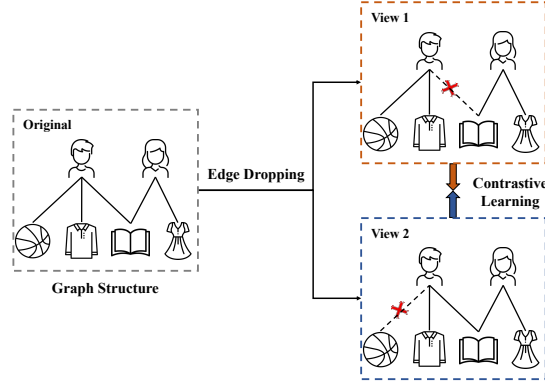 View 1
Original
Edge Dropping
Contrastive
Learning
View 2
Graph Structure